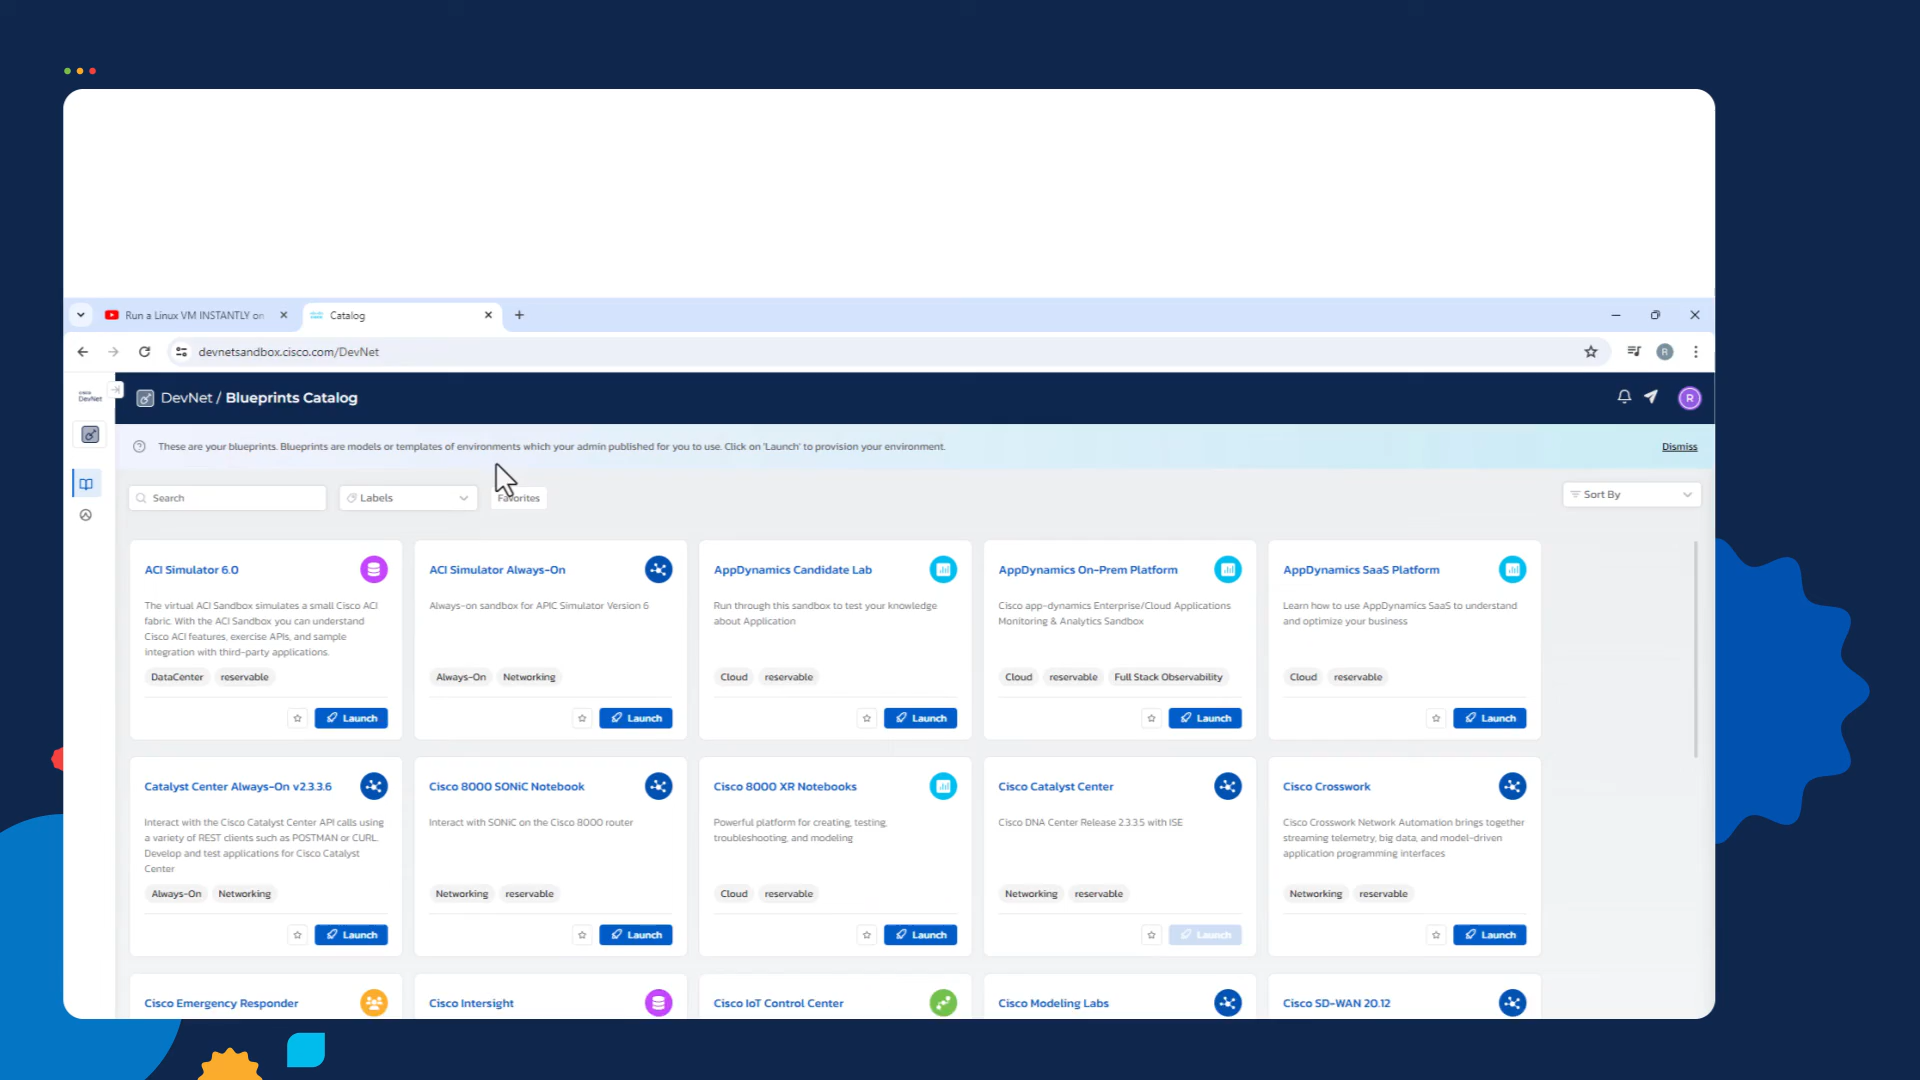 Run a Linux VM INSTANTLY on
Catalog
devnetsandbox.cisco.com/DevNet
R
CISCO
DevNet
DevNet / Blueprints Catalog
R
These are your blueprints. Blueprints are models or templates of environments which your admin published for you to use. Click on 'Launch' to provision your environment.
Dismiss
Search
Labels
Favorites
Sort By
ACI Simulator 6.0
The virtual ACI Sandbox simulates a small Cisco ACI
fabric. With the ACI Sandbox you can understand
Cisco ACI features, exercise APIs, and sample
integration with third-party applications.
DataCenter reservable
Launch
ACI Simulator Always-On
Always-on sandbox for APIC Simulator Version 6
Always-On Networking
Launch
AppDynamics Candidate Lab
Run through this sandbox to test your knowledge
about Application
Cloud reservable
Launch
AppDynamics On-Prem Platform
Cisco app-dynamics Enterprise/Cloud Applications
Monitoring & Analytics Sandbox
Cloud reservable Full Stack Observability
Launch
AppDynamics SaaS Platform
Learn how to use AppDynamics SaaS to understand
and optimize your business
Cloud reservable
Launch
Catalyst Center Always-On v2.3.3.6
Interact with the Cisco Catalyst Center API calls using
a variety of REST clients such as POSTMAN or CURL.
Develop and test applications for Cisco Catalyst
Center
Always-On Networking
Launch
Cisco 8000 SONiC Notebook
Interact with SONiC on the Cisco 8000 router
Networking reservable
Launch
Cisco 8000 XR Notebooks
Powerful platform for creating, testing,
troubleshooting, and modeling
Cloud reservable
Launch
Cisco Catalyst Center
Cisco DNA Center Release 2.3.3.5 with ISE
Networking reservable
Launch
Cisco Crosswork
Cisco Crosswork Network Automation brings together
streaming telemetry, big data, and model-driven
application programming interfaces
Networking reservable
Launch
Cisco Emergency Responder
Cisco Intersight
Cisco IoT Control Center
Cisco Modeling Labs
Cisco SD-WAN 20.12